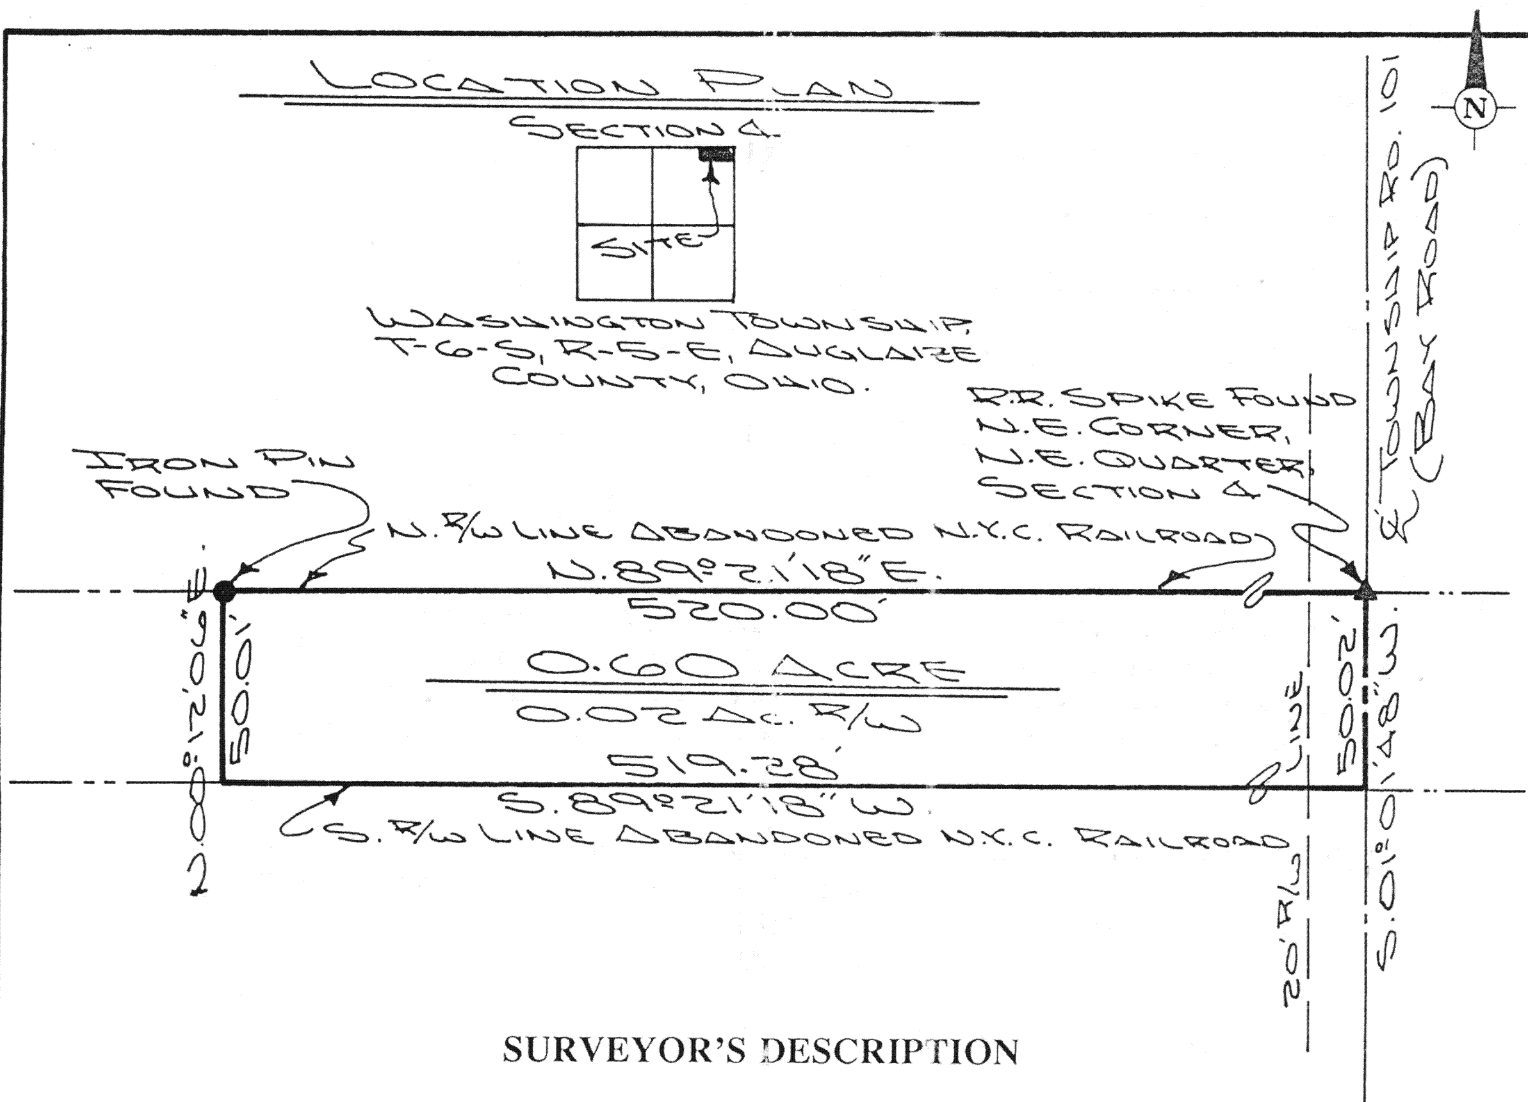 LOCATION PLAN
SECTION 4
SITE
WASHINGTON TOWNSHIP,
T-6-S, R-5-E, AUGLAIZE
COUNTY, OHIO.
N
℄ TOWNSHIP RD. 101
(BAY ROAD)
R.R. SPIKE FOUND
N.E. CORNER,
N.E. QUARTER,
SECTION 4
IRON PIN
FOUND
N. R/W LINE ABANDONED N.Y.C. RAILROAD
N.89°21'18"E.
520.00'
N.00°12'06"E.
50.01'
0.60 ACRE
0.02 AC. R/W
519.28'
S.89°21'18"W.
S. R/W LINE ABANDONED N.Y.C. RAILROAD
20' R/W LINE
50.02'
S.01°01'48"W.
SURVEYOR'S DESCRIPTION